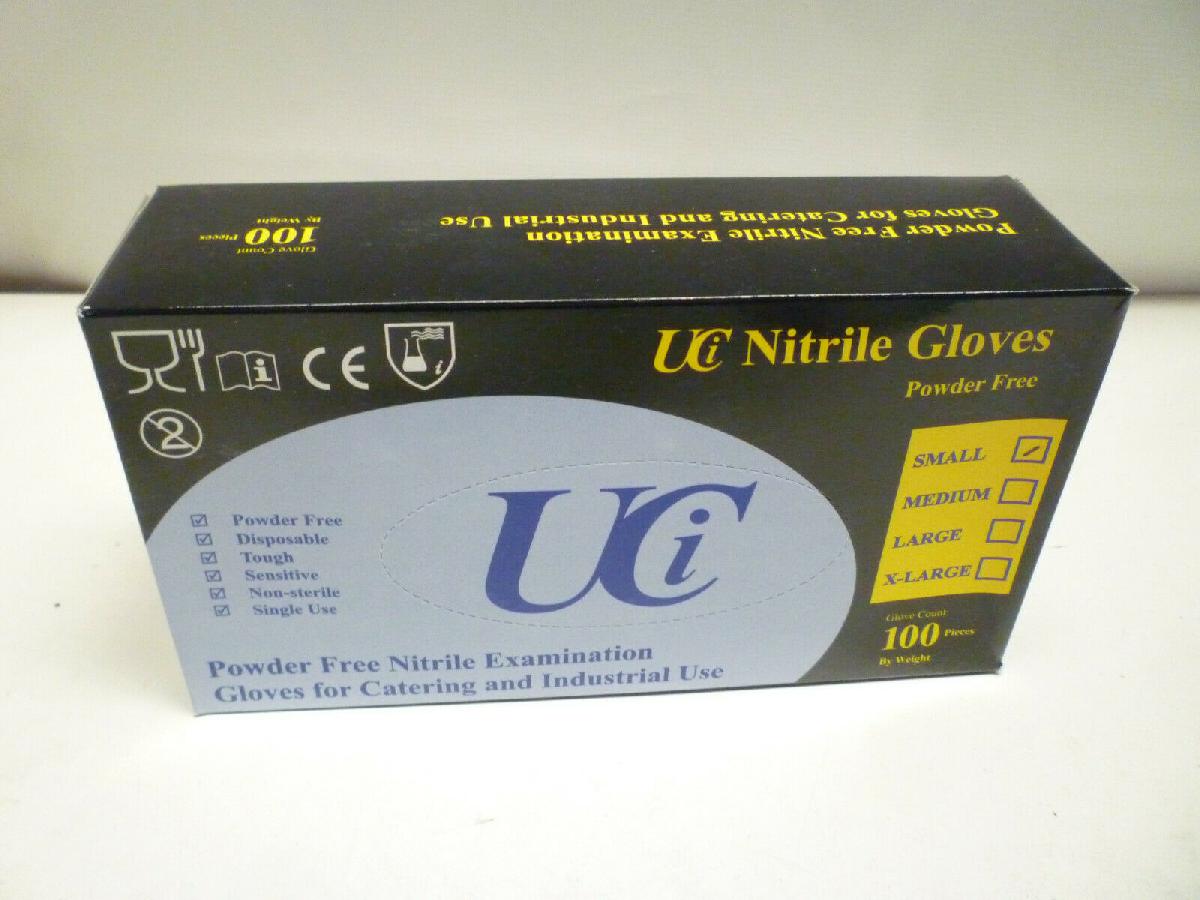 Powder Free Nitrile Examination
Gloves for Catering and Industrial Use
Glove Count
100 Pieces
By Weight
UCi Nitrile Gloves
Powder Free
i
CE
i
2
SMALL
MEDIUM
LARGE
X-LARGE
Powder Free
Disposable
Tough
Sensitive
Non-sterile
Single Use
UCi
Glove Count
100 Pieces
By Weight
Powder Free Nitrile Examination
Gloves for Catering and Industrial Use